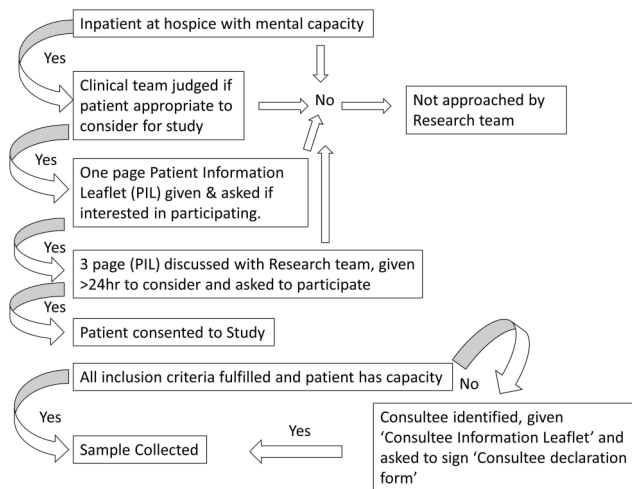 Inpatient at hospice with mental capacity
Yes
Clinical team judged if
patient appropriate to
consider for study
No
Not approached by
Research team
Yes
One page Patient Information
Leaflet (PIL) given & asked if
interested in participating.
Yes
3 page (PIL) discussed with Research team, given
>24hr to consider and asked to participate
Yes
Patient consented to Study
All inclusion criteria fulfilled and patient has capacity
No
Yes
Sample Collected
Yes
Consultee identified, given
‘Consultee Information Leaflet’ and
asked to sign ‘Consultee declaration
form’